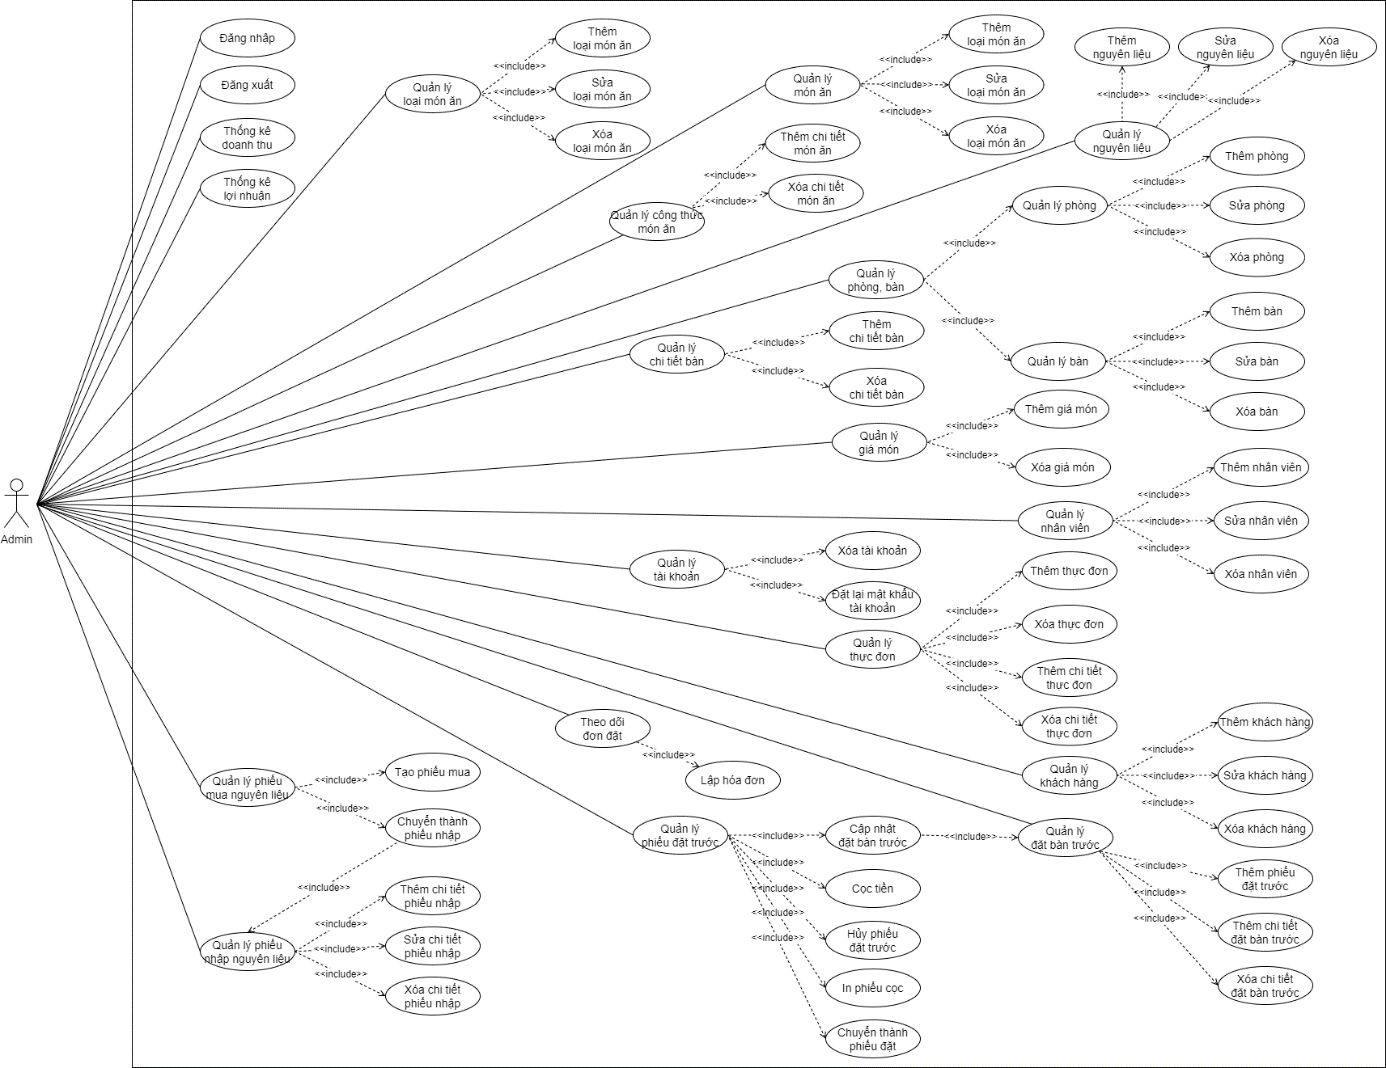 Đăng nhập
Đăng xuất
Thống kê
doanh thu
Thống kê
lợi nhuận
Quản lý
loại món ăn
<<include>>
<<include>>
<<include>>
Thêm
loại món ăn
Sửa
loại món ăn
Xóa
loại món ăn
Quản lý
món ăn
<<include>>
<<include>>
<<include>>
Thêm
loại món ăn
Sửa
loại món ăn
Xóa
loại món ăn
Thêm
nguyên liệu
Sửa
nguyên liệu
Xóa
nguyên liệu
<<include>>
<<include>>
<<include>>
Quản lý
nguyên liệu
Quản lý công thức
món ăn
<<include>>
<<include>>
Thêm chi tiết
món ăn
Xóa chi tiết
món ăn
Quản lý
phòng, bàn
<<include>>
<<include>>
Quản lý phòng
<<include>>
<<include>>
<<include>>
Thêm phòng
Sửa phòng
Xóa phòng
Quản lý bàn
<<include>>
<<include>>
<<include>>
Thêm bàn
Sửa bàn
Xóa bàn
Quản lý
chi tiết bàn
<<include>>
<<include>>
Thêm
chi tiết bàn
Xóa
chi tiết bàn
Quản lý
giá món
<<include>>
<<include>>
Thêm giá món
Xóa giá món
Quản lý
nhân viên
<<include>>
<<include>>
<<include>>
Thêm nhân viên
Sửa nhân viên
Xóa nhân viên
Admin
Quản lý
tài khoản
<<include>>
<<include>>
Xóa tài khoản
Đặt lại mật khẩu
tài khoản
Quản lý
thực đơn
<<include>>
<<include>>
<<include>>
<<include>>
Thêm thực đơn
Xóa thực đơn
Thêm chi tiết
thực đơn
Xóa chi tiết
thực đơn
Theo dõi
đơn đặt
<<include>>
Lập hóa đơn
Quản lý
khách hàng
<<include>>
<<include>>
<<include>>
Thêm khách hàng
Sửa khách hàng
Xóa khách hàng
Quản lý phiếu
mua nguyên liệu
<<include>>
<<include>>
Tạo phiếu mua
Chuyển thành
phiếu nhập
<<include>>
Quản lý phiếu
nhập nguyên liệu
<<include>>
<<include>>
<<include>>
Thêm chi tiết
phiếu nhập
Sửa chi tiết
phiếu nhập
Xóa chi tiết
phiếu nhập
Quản lý
phiếu đặt trước
<<include>>
<<include>>
<<include>>
<<include>>
<<include>>
Cập nhật
đặt bàn trước
Cọc tiền
Hủy phiếu
đặt trước
In phiếu cọc
Chuyển thành
phiếu đặt
<<include>>
Quản lý
đặt bàn trước
<<include>>
<<include>>
<<include>>
Thêm phiếu
đặt trước
Thêm chi tiết
đặt bàn trước
Xóa chi tiết
đặt bàn trước